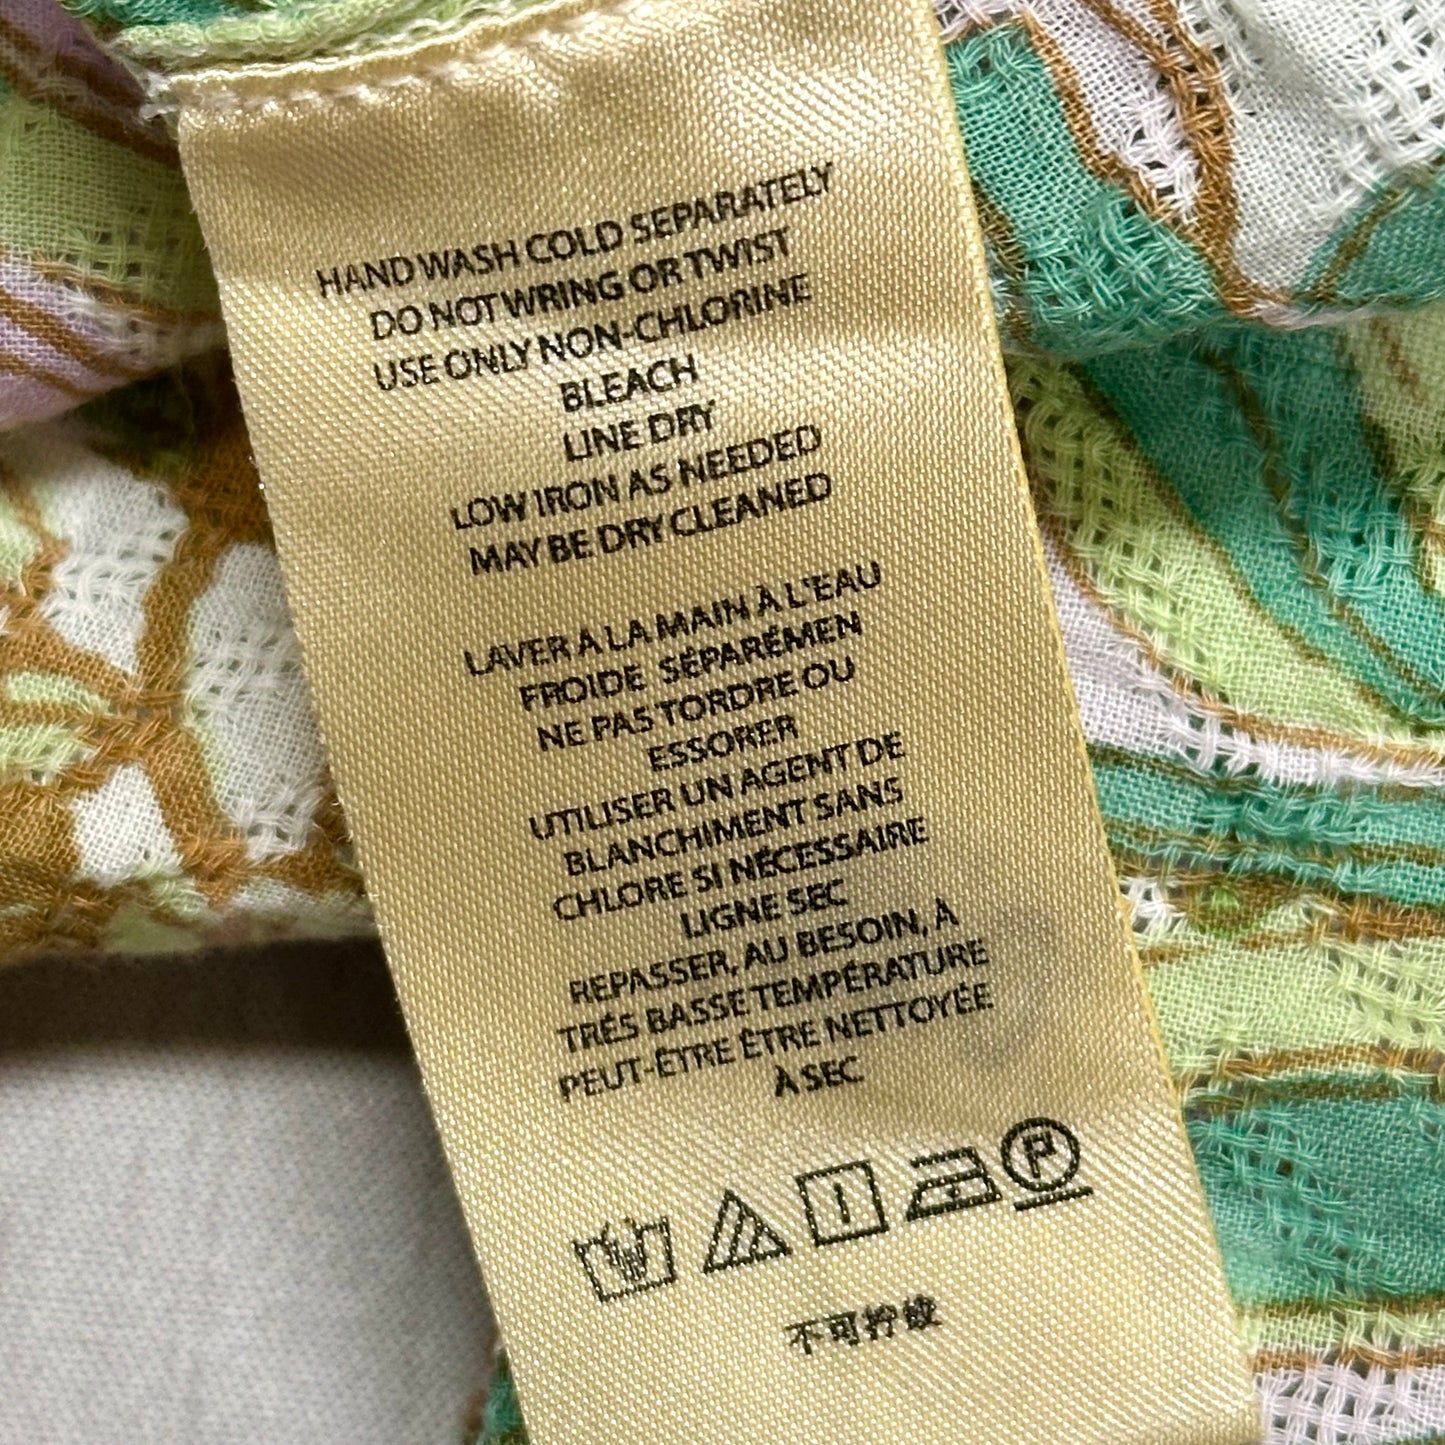 HAND WASH COLD SEPARATELY
DO NOT WRING OR TWIST
USE ONLY NON-CHLORINE
BLEACH
LINE DRY
LOW IRON AS NEEDED
MAY BE DRY CLEANED
LAVER A LA MAIN À L'EAU
FROIDE SÉPARÉMEN
NE PAS TORDRE OU
ESSORER
UTILISER UN AGENT DE
BLANCHIMENT SANS
CHLORE SI NÉCESSAIRE
LIGNE SEC
REPASSER, AU BESOIN, À
TRÉS BASSE TEMPÉRATURE
PEUT-ÊTRE ÊTRE NETTOYÉE
À SEC
P
不可拧绞